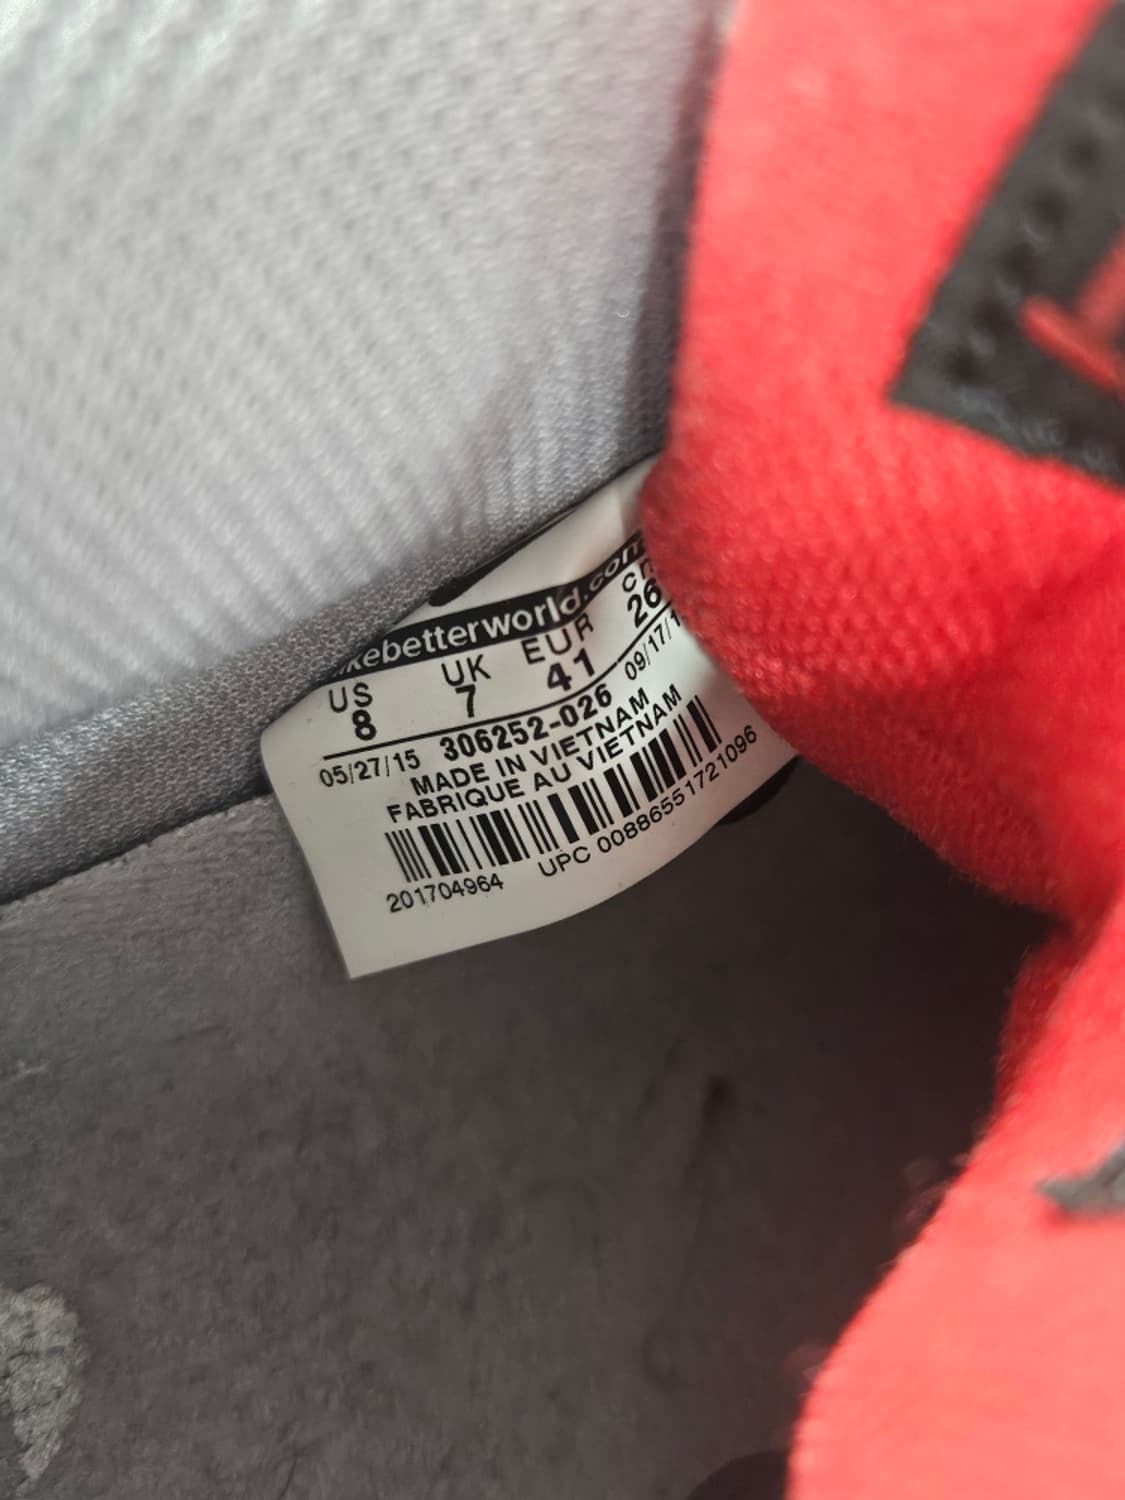 kebetterworld.com
US UK EUR
8 7 41 26
05/27/15 306252-026 09/17/1
MADE IN VIETNAM
FABRIQUE AU VIETNAM
201704964 UPC 00886551721096